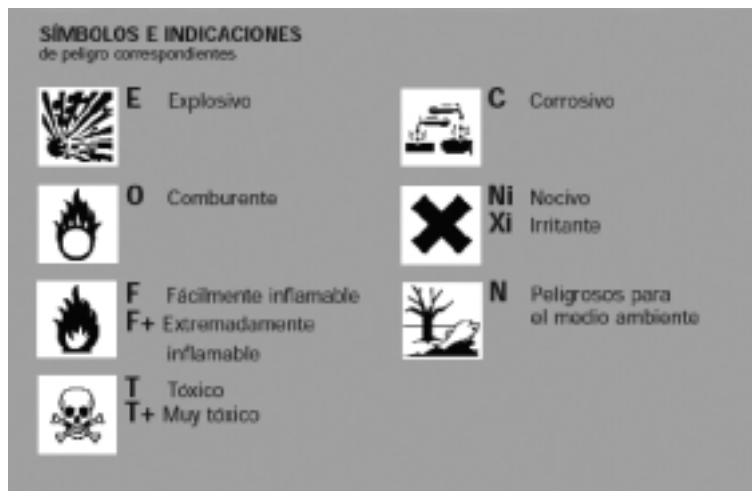 SÍMBOLOS E INDICACIONES
de peligro correspondientes
E Explosivo
O Comburente
F Fácilmente inflamable
F+ Extremadamente
inflamable
T Tóxico
T+ Muy tóxico
C Corrosivo
Ni Nocivo
Xi Irritante
N Peligrosos para
el medio ambiente